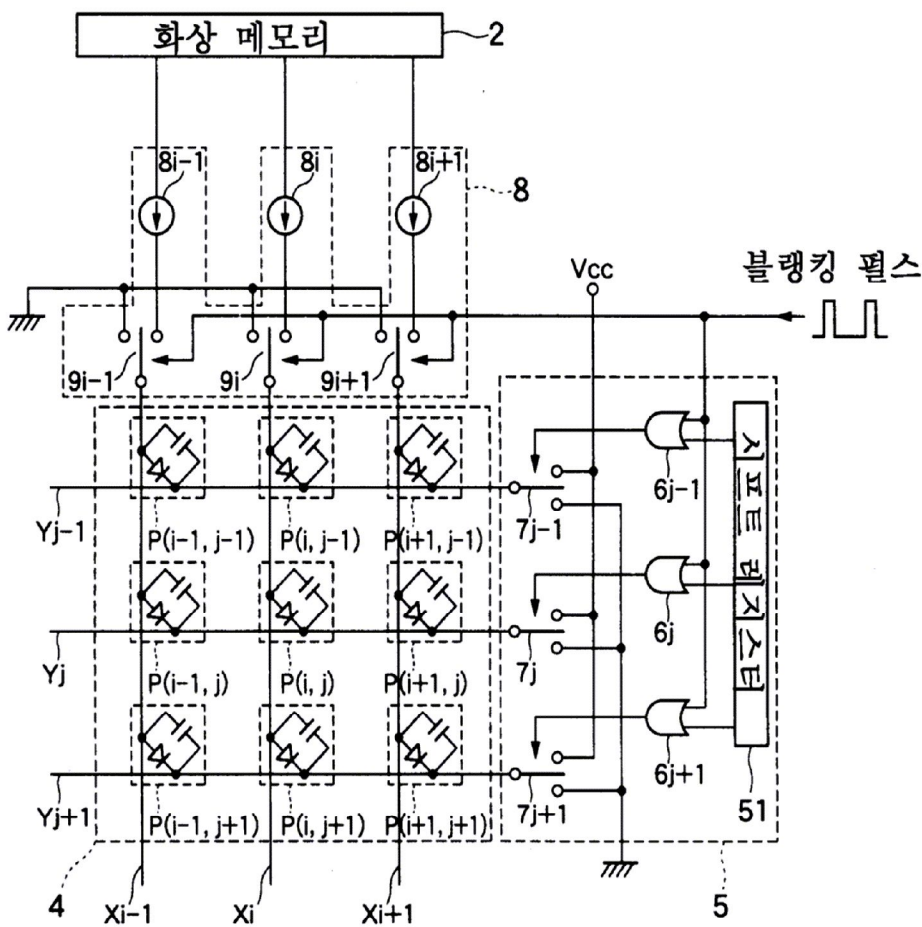 화상 메모리
2
8i-1
8i
8i+1
8
Vcc
블랭킹 펄스
9i-1
9i
9i+1
6j-1
Yj-1
P(i-1, j-1)
P(i, j-1)
P(i+1, j-1)
7j-1
시프트 레지스터
6j
Yj
P(i-1, j)
P(i, j)
P(i+1, j)
7j
6j+1
Yj+1
P(i-1, j+1)
P(i, j+1)
P(i+1, j+1)
7j+1
51
4
Xi-1
Xi
Xi+1
5